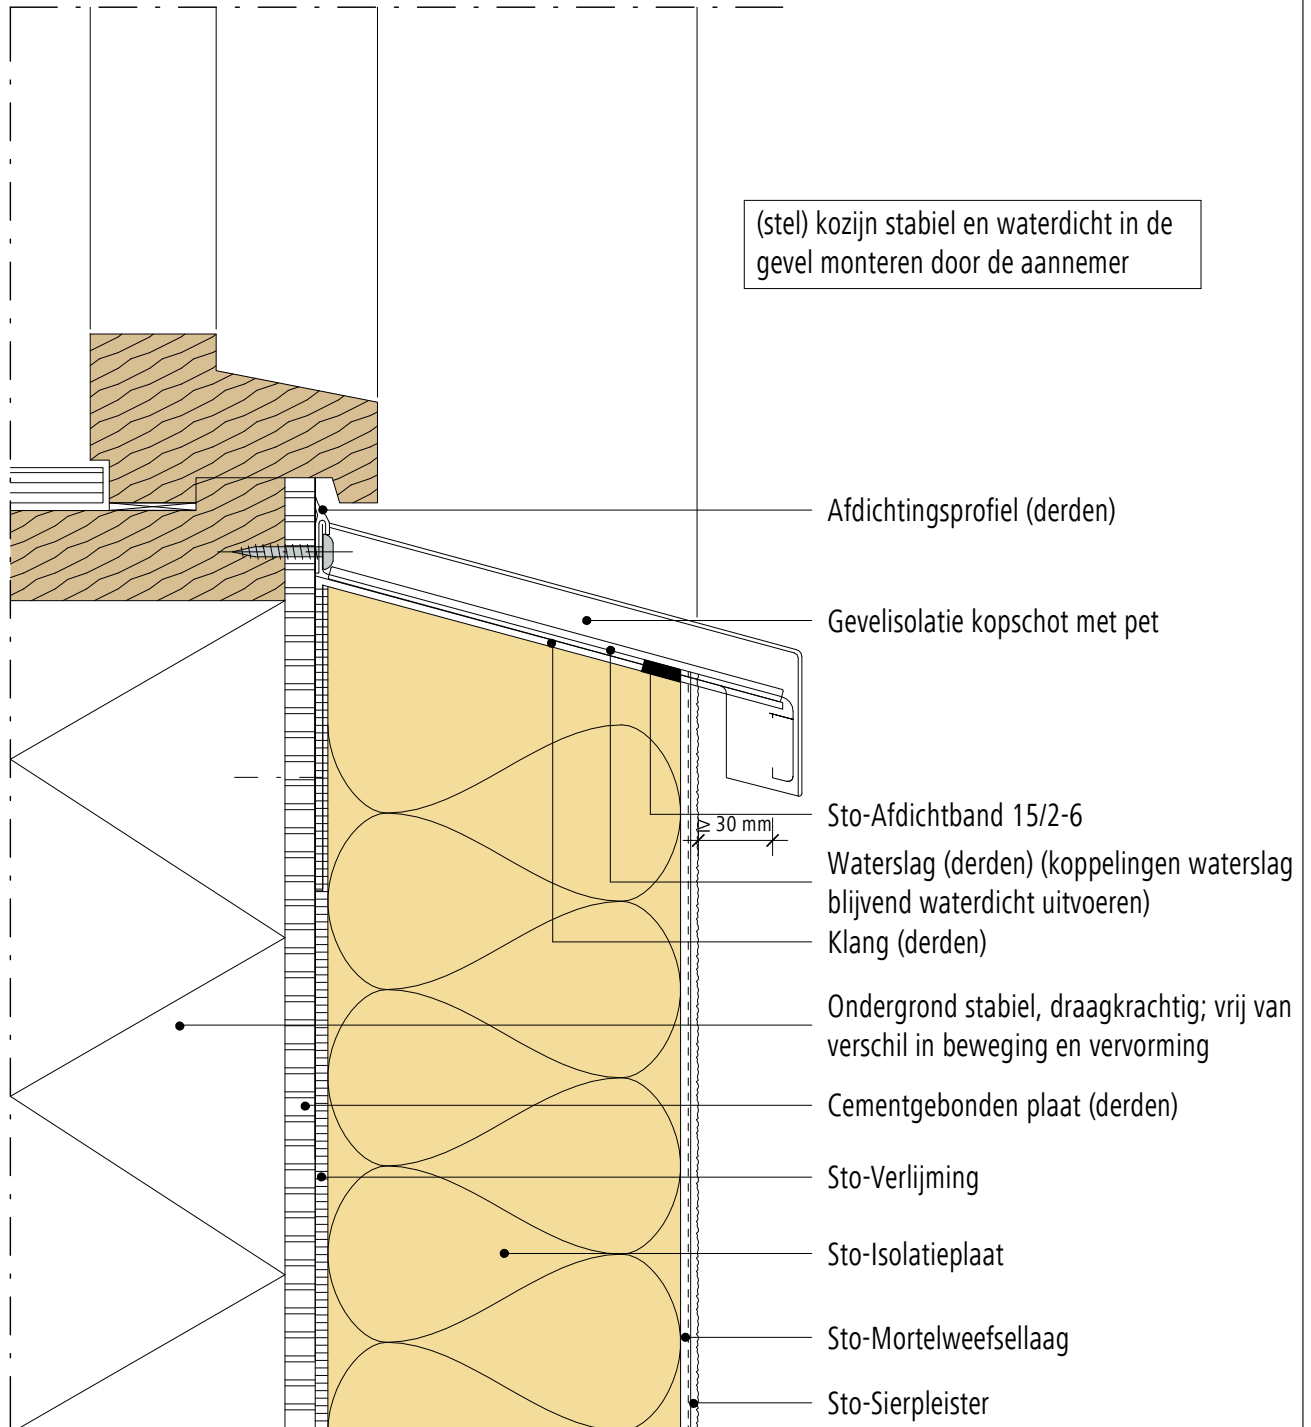 (stel) kozijn stabiel en waterdicht in de
gevel monteren door de aannemer
Afdichtingsprofiel (derden)
Gevelisolatie kopschot met pet
Sto-Afdichtband 15/2-6
≥ 30 mm
Waterslag (derden) (koppelingen waterslag
blijvend waterdicht uitvoeren)
Klang (derden)
Ondergrond stabiel, draagkrachtig; vrij van
verschil in beweging en vervorming
Cementgebonden plaat (derden)
Sto-Verlijming
Sto-Isolatieplaat
Sto-Mortelweefsellaag
Sto-Sierpleister